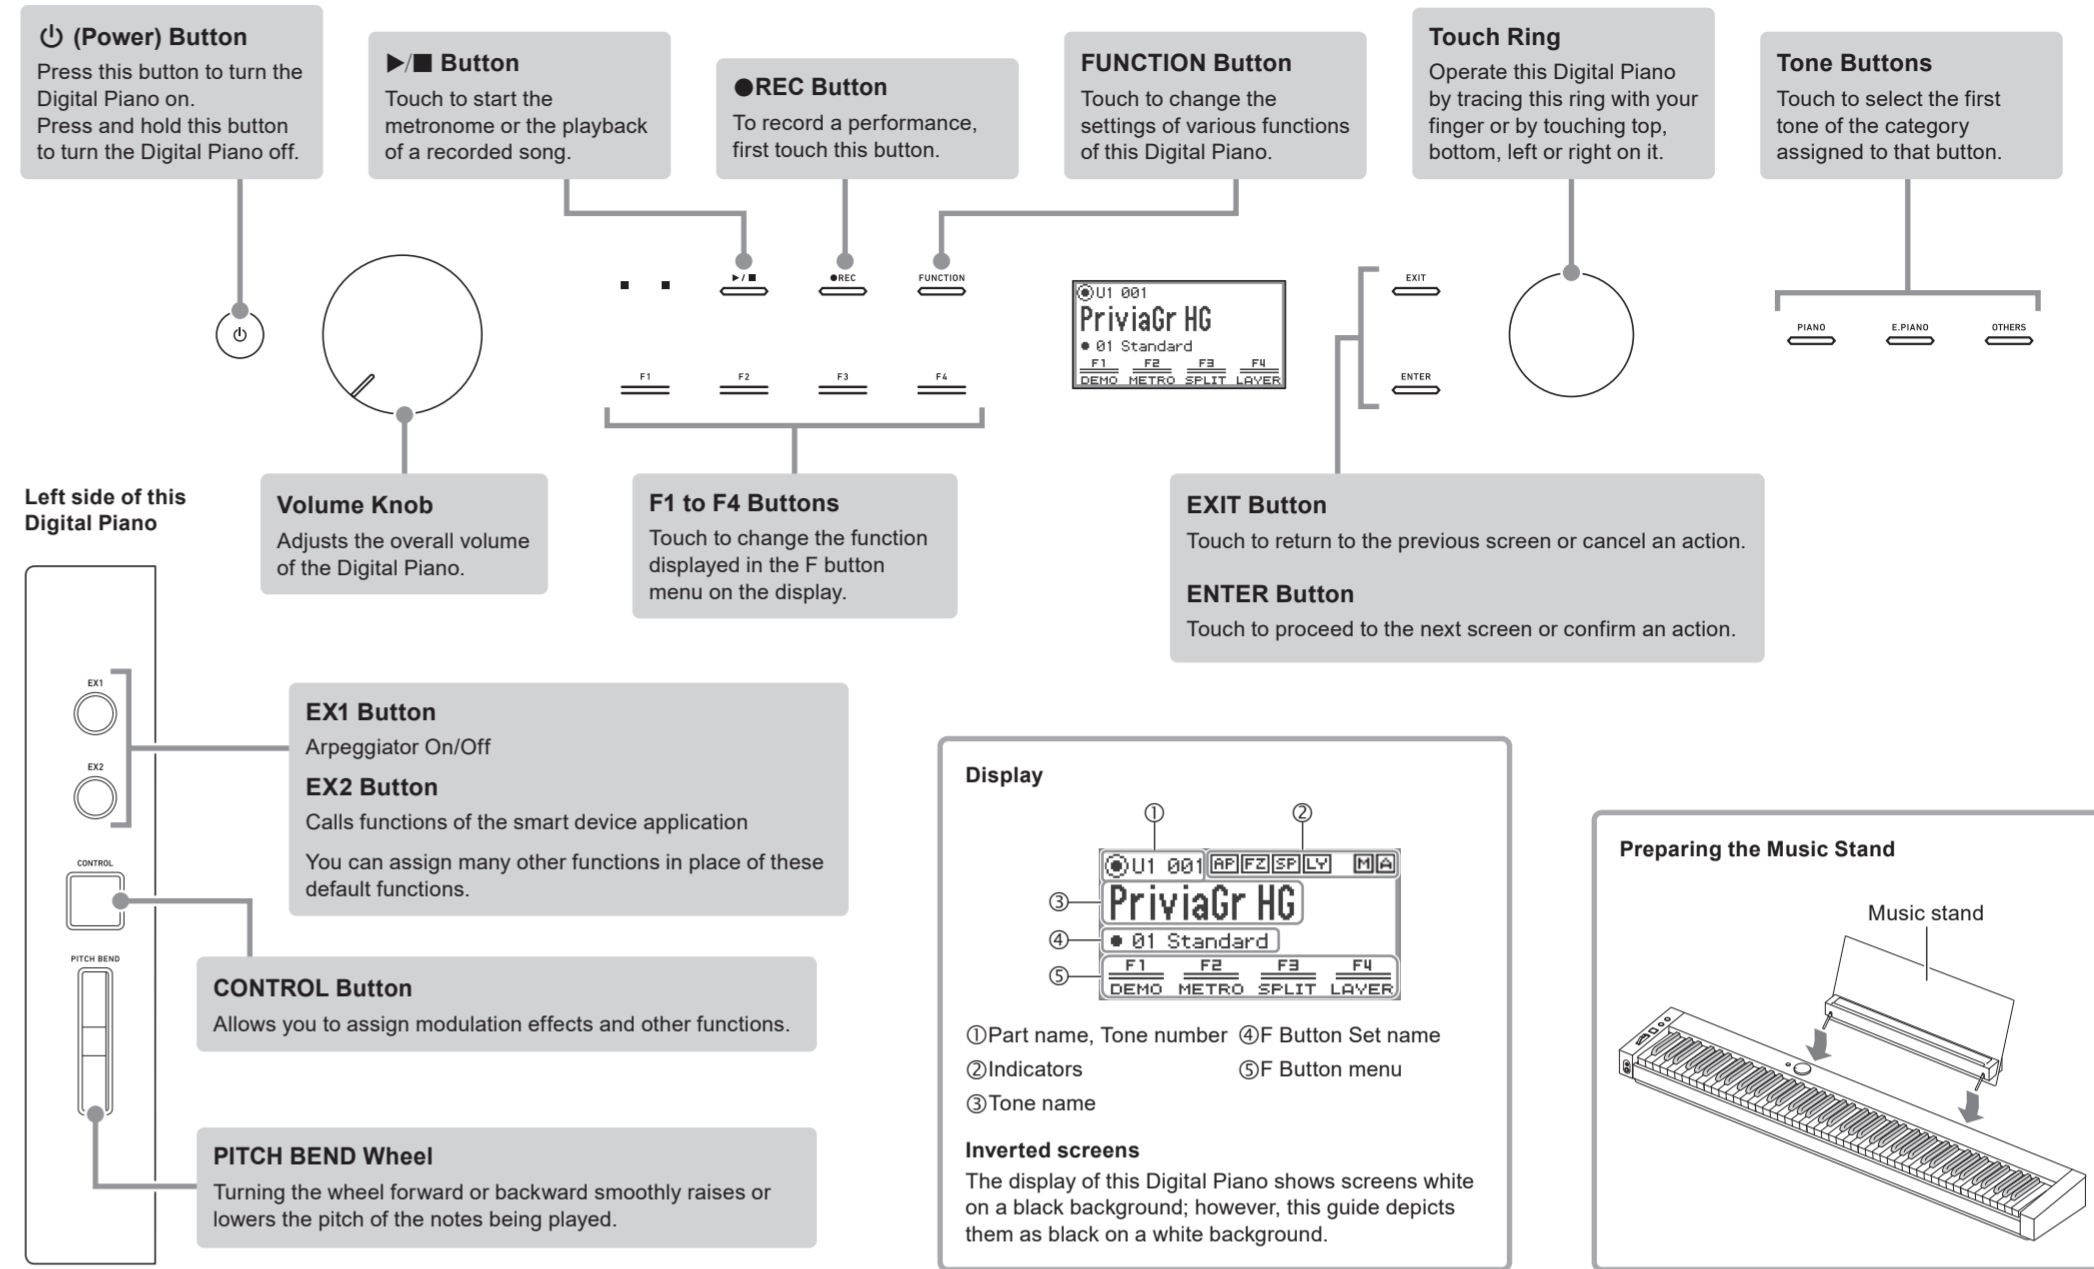 ⏻ (Power) Button
Press this button to turn the
Digital Piano on.
Press and hold this button
to turn the Digital Piano off.
▶/■ Button
Touch to start the
metronome or the playback
of a recorded song.
●REC Button
To record a performance,
first touch this button.
FUNCTION Button
Touch to change the
settings of various functions
of this Digital Piano.
Touch Ring
Operate this Digital Piano
by tracing this ring with your
finger or by touching top,
bottom, left or right on it.
Tone Buttons
Touch to select the first
tone of the category
assigned to that button.
▶/■
●REC
FUNCTION
F1
F2
F3
F4
U1 001
PriviaGr HG
● 01 Standard
F1 F2 F3 F4
DEMO METRO SPLIT LAYER
EXIT
ENTER
PIANO
E.PIANO
OTHERS
Volume Knob
Adjusts the overall volume
of the Digital Piano.
F1 to F4 Buttons
Touch to change the function
displayed in the F button
menu on the display.
EXIT Button
Touch to return to the previous screen or cancel an action.
ENTER Button
Touch to proceed to the next screen or confirm an action.
Left side of this
Digital Piano
EX1
EX2
CONTROL
PITCH BEND
EX1 Button
Arpeggiator On/Off
EX2 Button
Calls functions of the smart device application
You can assign many other functions in place of these
default functions.
CONTROL Button
Allows you to assign modulation effects and other functions.
PITCH BEND Wheel
Turning the wheel forward or backward smoothly raises or
lowers the pitch of the notes being played.
Display
① ②
U1 001 AP FZ SP LY M A
③ PriviaGr HG
④ ● 01 Standard
⑤ F1 F2 F3 F4
DEMO METRO SPLIT LAYER
①Part name, Tone number ④F Button Set name
②Indicators ⑤F Button menu
③Tone name
Inverted screens
The display of this Digital Piano shows screens white
on a black background; however, this guide depicts
them as black on a white background.
Preparing the Music Stand
Music stand